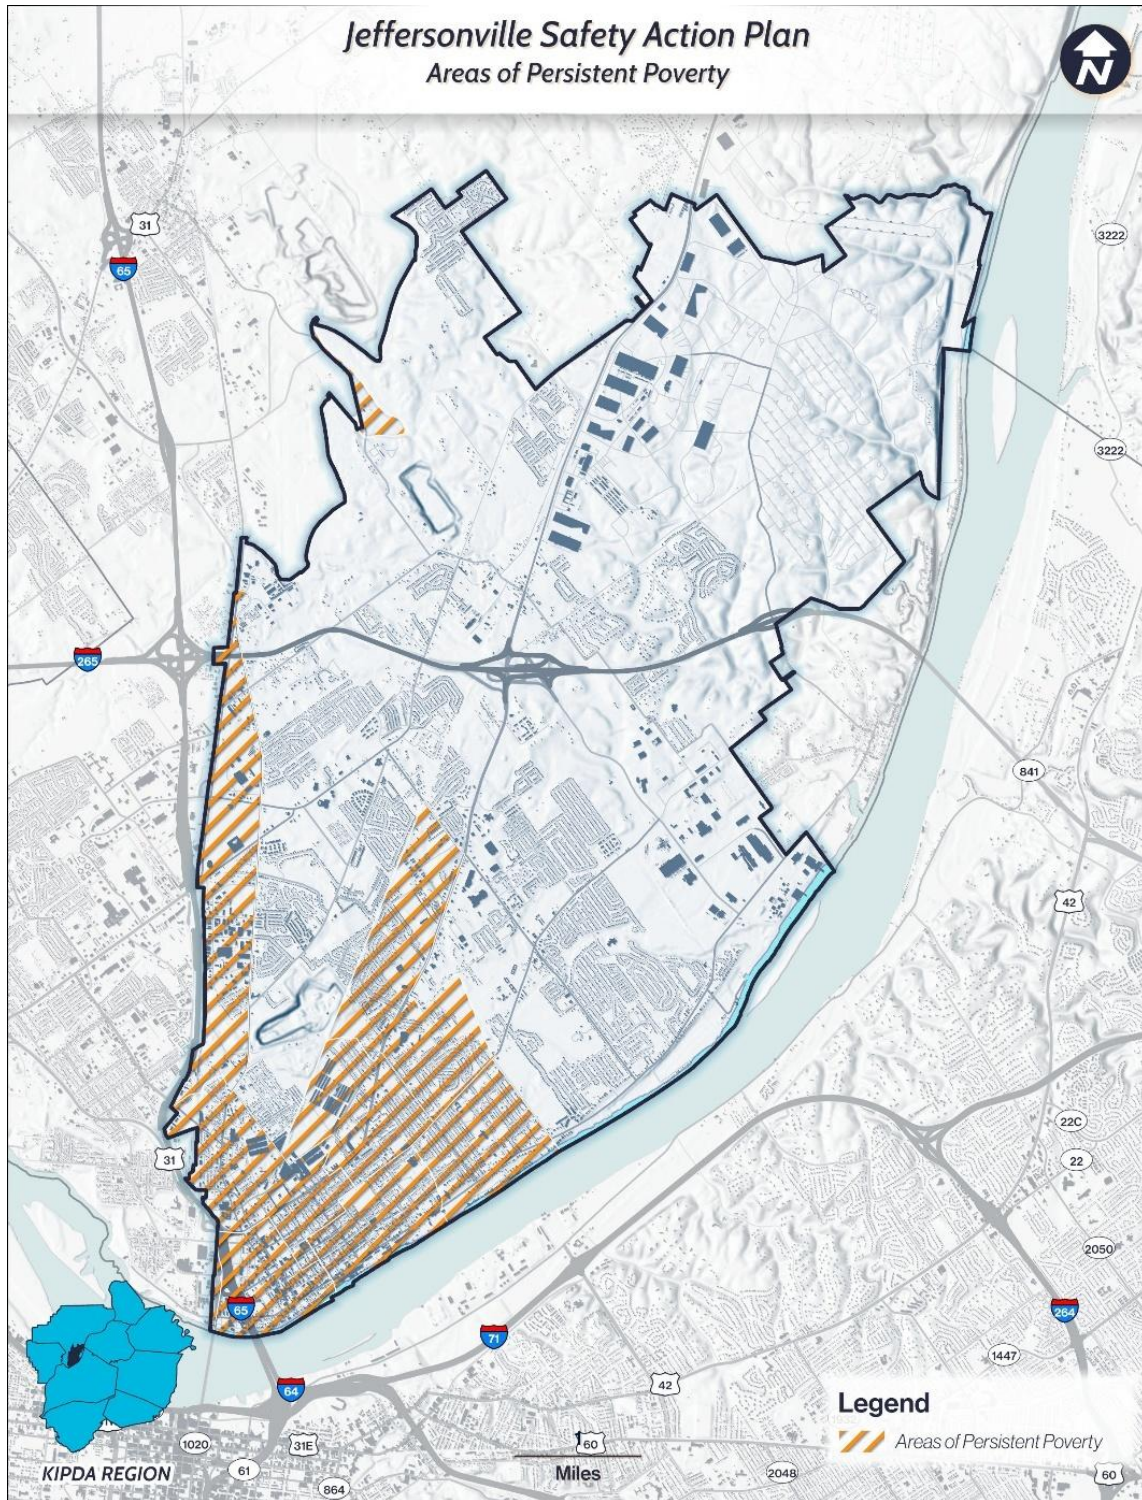 Jeffersonville Safety Action Plan
Areas of Persistent Poverty
N
31
65
3222
3222
265
841
42
31
22C
22
2050
65
264
71
1447
64
42
Legend
Areas of Persistent Poverty
1020
31E
1
60
KIPDA REGION
61
Miles
2048
60
864